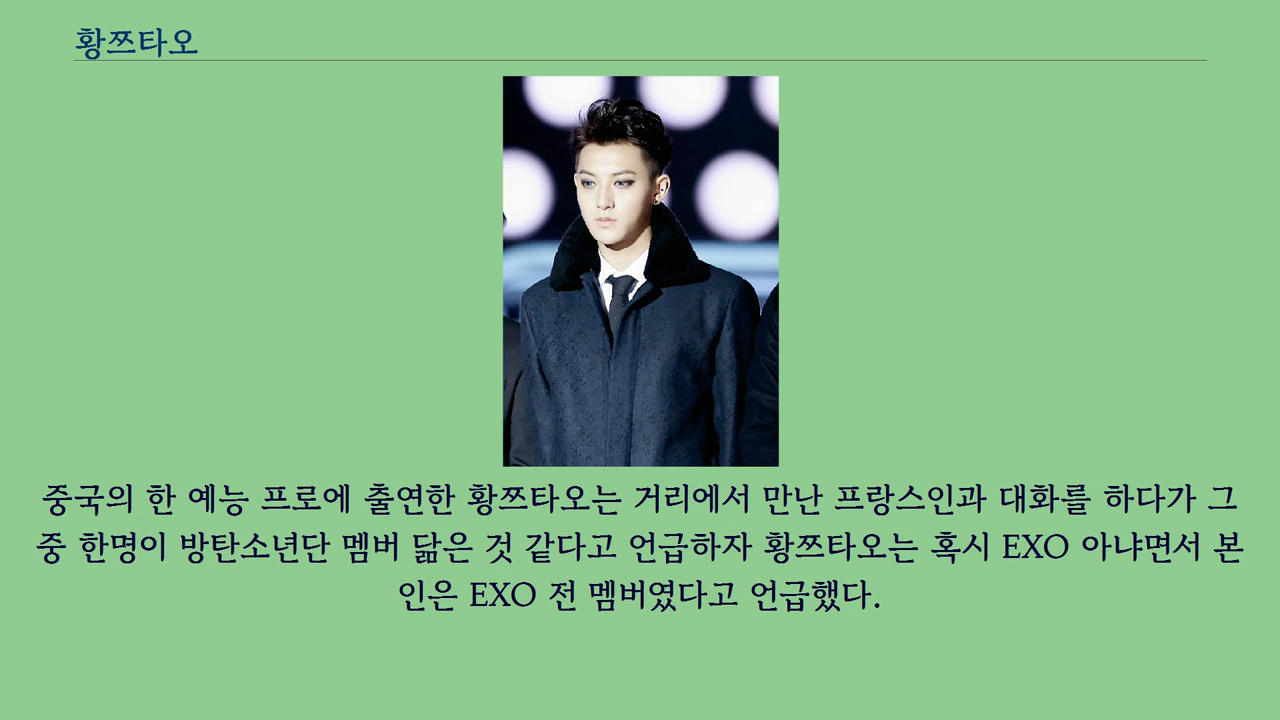 황쯔타오
중국의 한 예능 프로에 출연한 황쯔타오는 거리에서 만난 프랑스인과 대화를 하다가 그
중 한명이 방탄소년단 멤버 닮은 것 같다고 언급하자 황쯔타오는 혹시 EXO 아냐면서 본
인은 EXO 전 멤버였다고 언급했다.